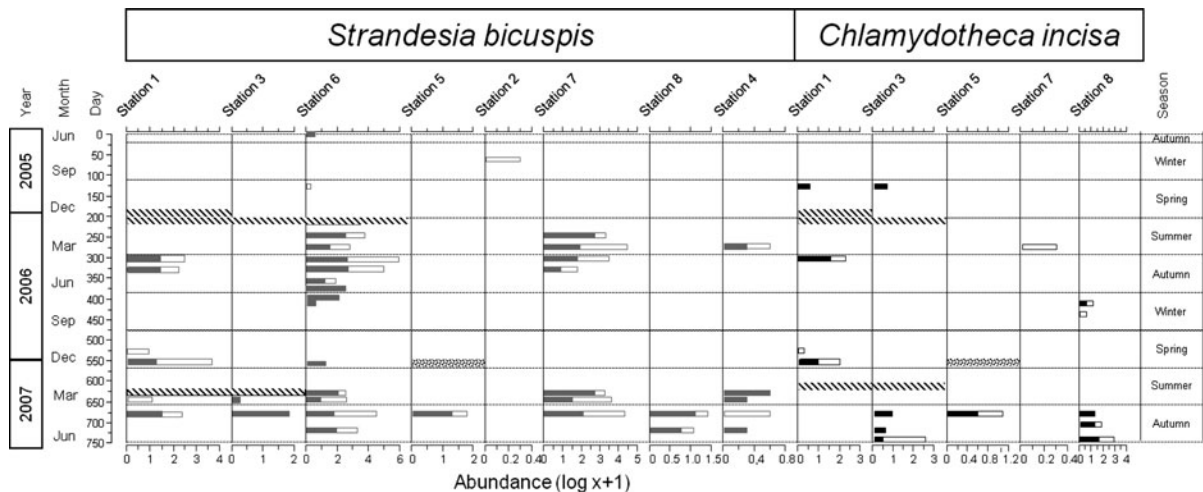 Strandesia bicuspis Chlamydotheca incisa
Year Month Day Station 1 Station 3 Station 6 Station 5 Station 2 Station 7 Station 8 Station 4 Station 1 Station 3 Station 5 Station 7 Station 8 Season
2005
2006
2007
Jun
Sep
Dec
Mar
Jun
Sep
Dec
Mar
Jun
0
50
100
150
200
250
300
350
400
450
500
550
600
650
700
750
Autumn
Winter
Spring
Summer
Autumn
Winter
Spring
Summer
Autumn
0 1 2 3 4 0 1 2 0 2 4 6 0 1 2 0 0.2 0.40 1 2 3 4 5 0 0.5 1.0 1.50 0,4 0.8 0 1 2 3 0 1 2 3 0 0.4 0.8 1.2 0 0.2 0.40 1 2 3 4
Abundance (log x+1)